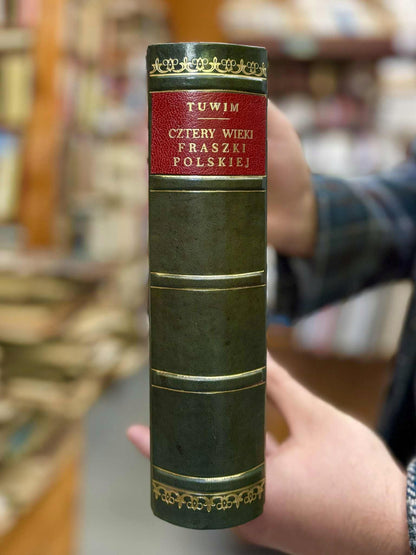 TUWIM
CZTERY WIEKI
FRASZKI
POLSKIEJ